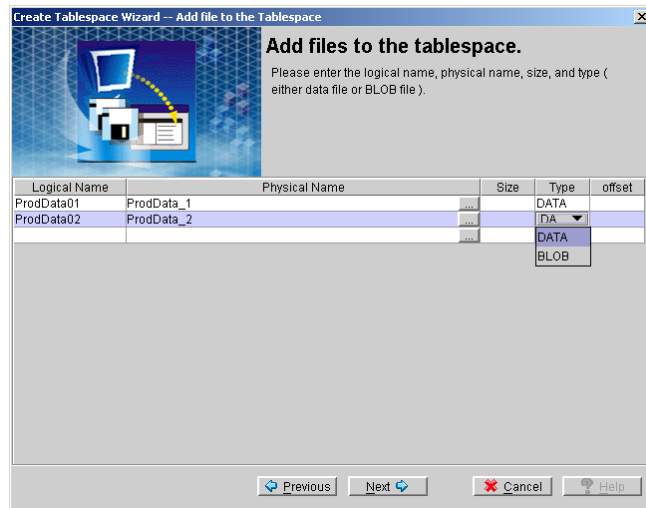 Create Tablespace Wizard -- Add file to the Tablespace
Add files to the tablespace.
Please enter the logical name, physical name, size, and type (
either data file or BLOB file ).
Logical Name Physical Name Size Type offset
ProdData01 ProdData_1 ... DATA
ProdData02 ProdData_2 ... DA
...
DATA
BLOB
Previous Next Cancel Help